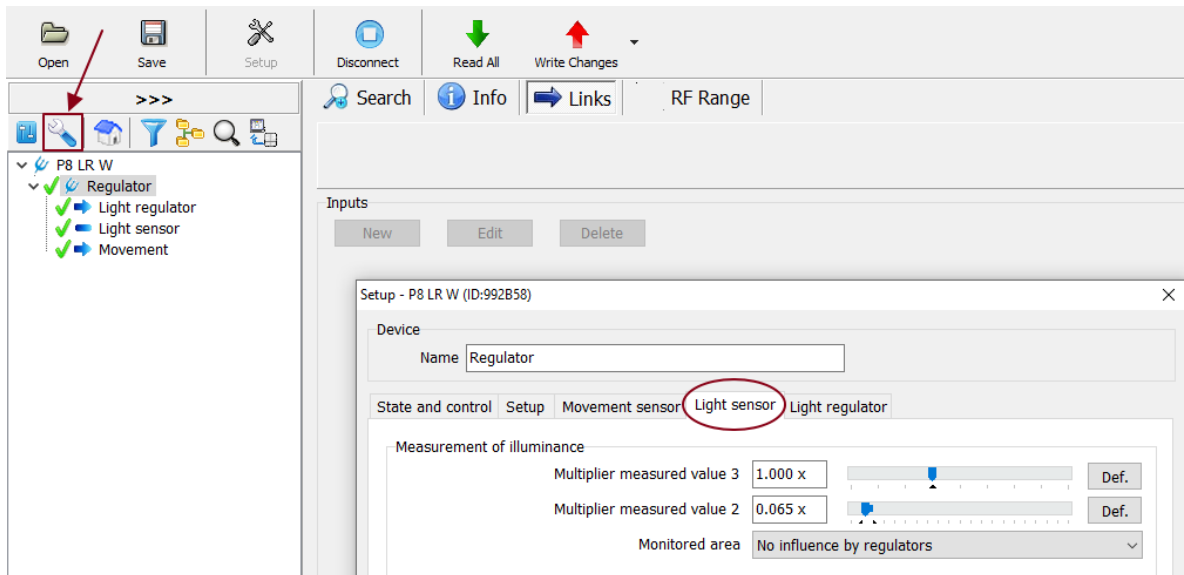 Open Save Setup Disconnect Read All Write Changes
>>> Search Info Links RF Range
P8 LR W
Regulator
Light regulator
Light sensor
Movement
Inputs
New Edit Delete
Setup - P8 LR W (ID:992B58)
Device
Name Regulator
State and control Setup Movement sensor Light sensor Light regulator
Measurement of illuminance
Multiplier measured value 3 1.000 x Def.
Multiplier measured value 2 0.065 x Def.
Monitored area No influence by regulators